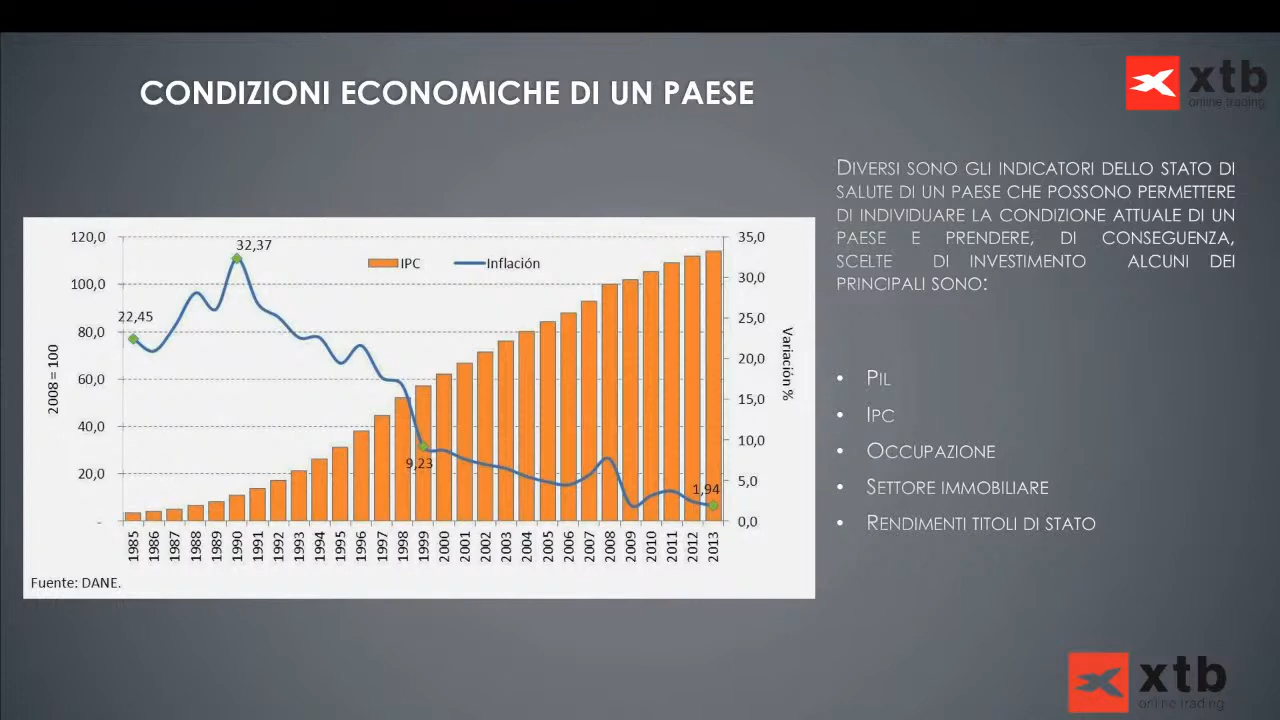 CONDIZIONI ECONOMICHE DI UN PAESE
xtb
online trading
DIVERSI SONO GLI INDICATORI DELLO STATO DI
SALUTE DI UN PAESE CHE POSSONO PERMETTERE
DI INDIVIDUARE LA CONDIZIONE ATTUALE DI UN
PAESE E PRENDERE, DI CONSEGUENZA,
SCELTE DI INVESTIMENTO ALCUNI DEI
PRINCIPALI SONO:
• PIL
• IPC
• OCCUPAZIONE
• SETTORE IMMOBILIARE
• RENDIMENTI TITOLI DI STATO
120,0
100,0
80,0
60,0
40,0
20,0
-
2008 = 100
IPC
Inflación
22,45
32,37
9,23
1,94
35,0
30,0
25,0
20,0
15,0
10,0
5,0
0,0
Variación %
1985
1986
1987
1988
1989
1990
1991
1992
1993
1994
1995
1996
1997
1998
1999
2000
2001
2002
2003
2004
2005
2006
2007
2008
2009
2010
2011
2012
2013
Fuente: DANE.
xtb
online trading